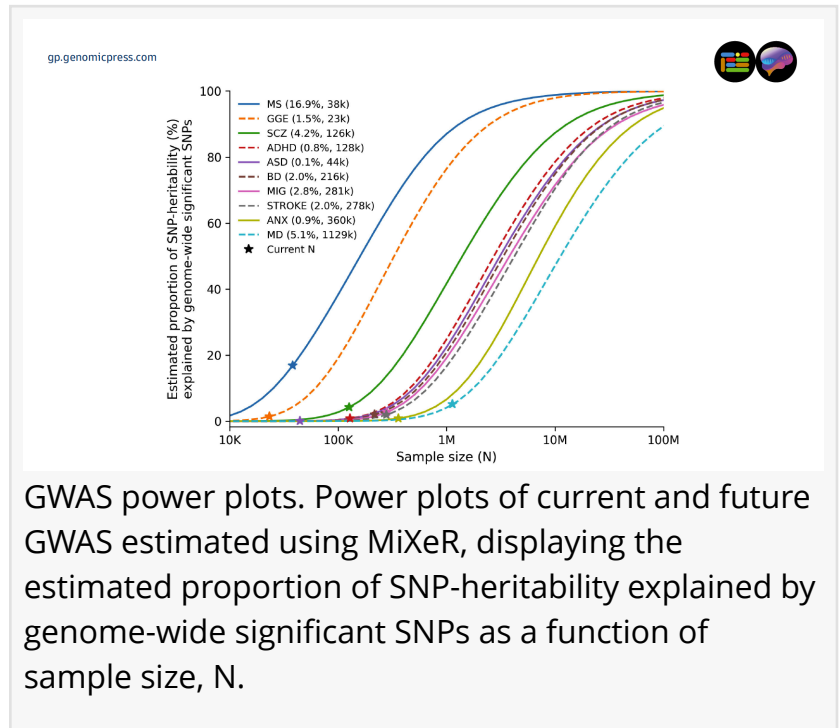 gp.genomicpress.com
Estimated proportion of SNP-heritability (%)
explained by genome-wide significant SNPs
100
80
60
40
20
0
MS (16.9%, 38k)
GGE (1.5%, 23k)
SCZ (4.2%, 126k)
ADHD (0.8%, 128k)
ASD (0.1%, 44k)
BD (2.0%, 216k)
MIG (2.8%, 281k)
STROKE (2.0%, 278k)
ANX (0.9%, 360k)
MD (5.1%, 1129k)
Current N
10K 100K 1M 10M 100M
Sample size (N)
GWAS power plots. Power plots of current and future
GWAS estimated using MiXeR, displaying the
estimated proportion of SNP-heritability explained by
genome-wide significant SNPs as a function of
sample size, N.